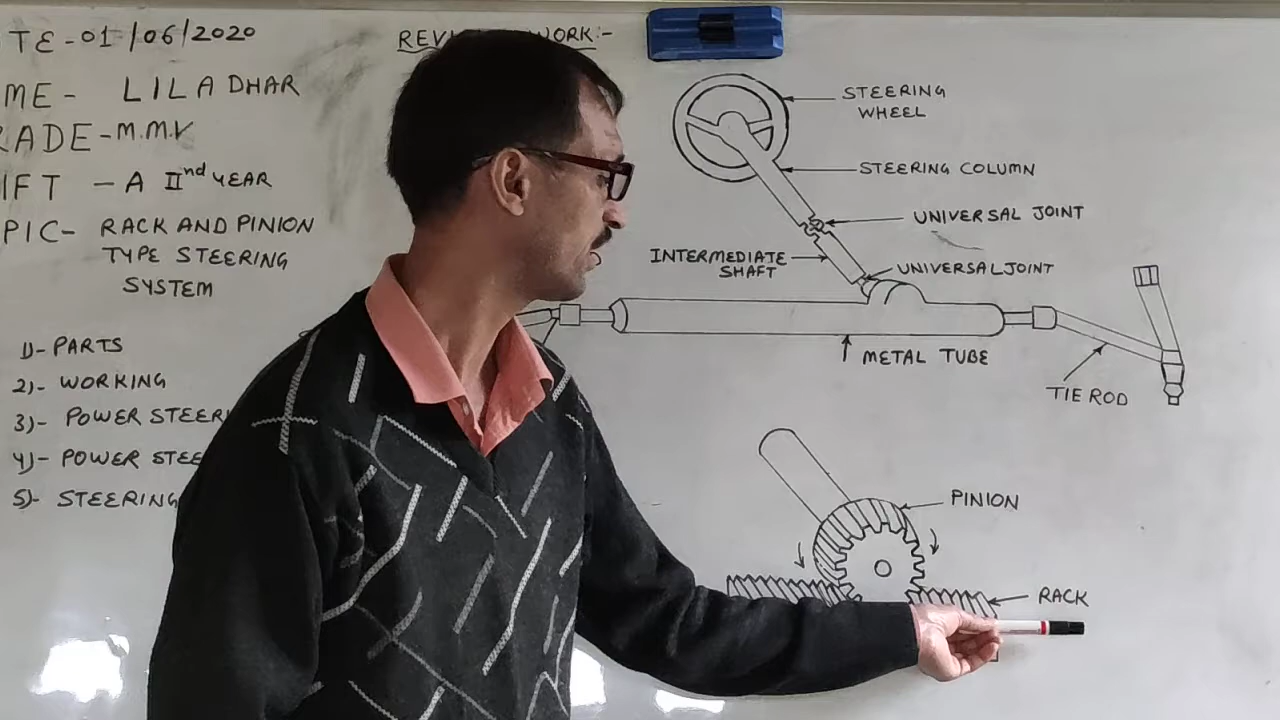 TE-01/06/2020
ME- LILADHAR
RADE-M.M.V
IFT - A IInd YEAR
PIC- RACK AND PINION
TYPE STEERING
SYSTEM
1)- PARTS
2)- WORKING
3)- POWER STEERI
4)- POWER STEE
5)- STEERING
REV WORK:-
STEERING
WHEEL
STEERING COLUMN
UNIVERSAL JOINT
INTERMEDIATE
SHAFT
UNIVERSAL JOINT
METAL TUBE
TIE ROD
PINION
RACK